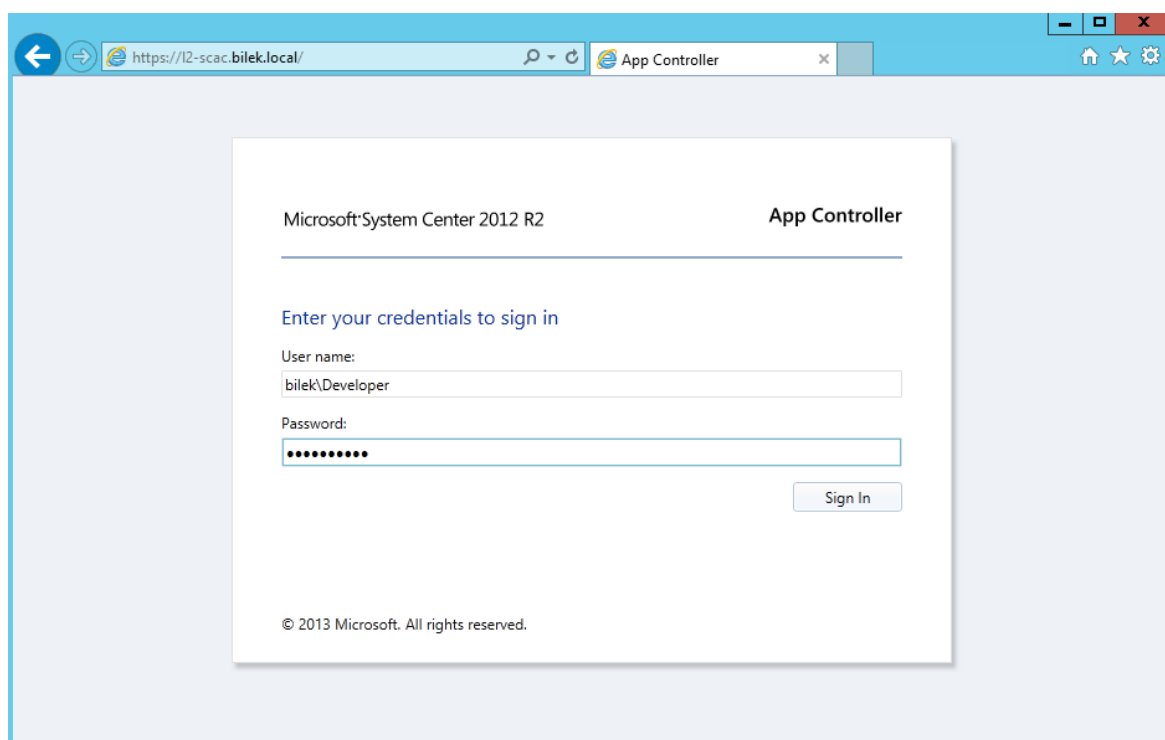 https://l2-scac.bilek.local/
App Controller
Microsoft System Center 2012 R2
App Controller
Enter your credentials to sign in
User name:
bilek\Developer
Password:
••••••••••
Sign In
© 2013 Microsoft. All rights reserved.